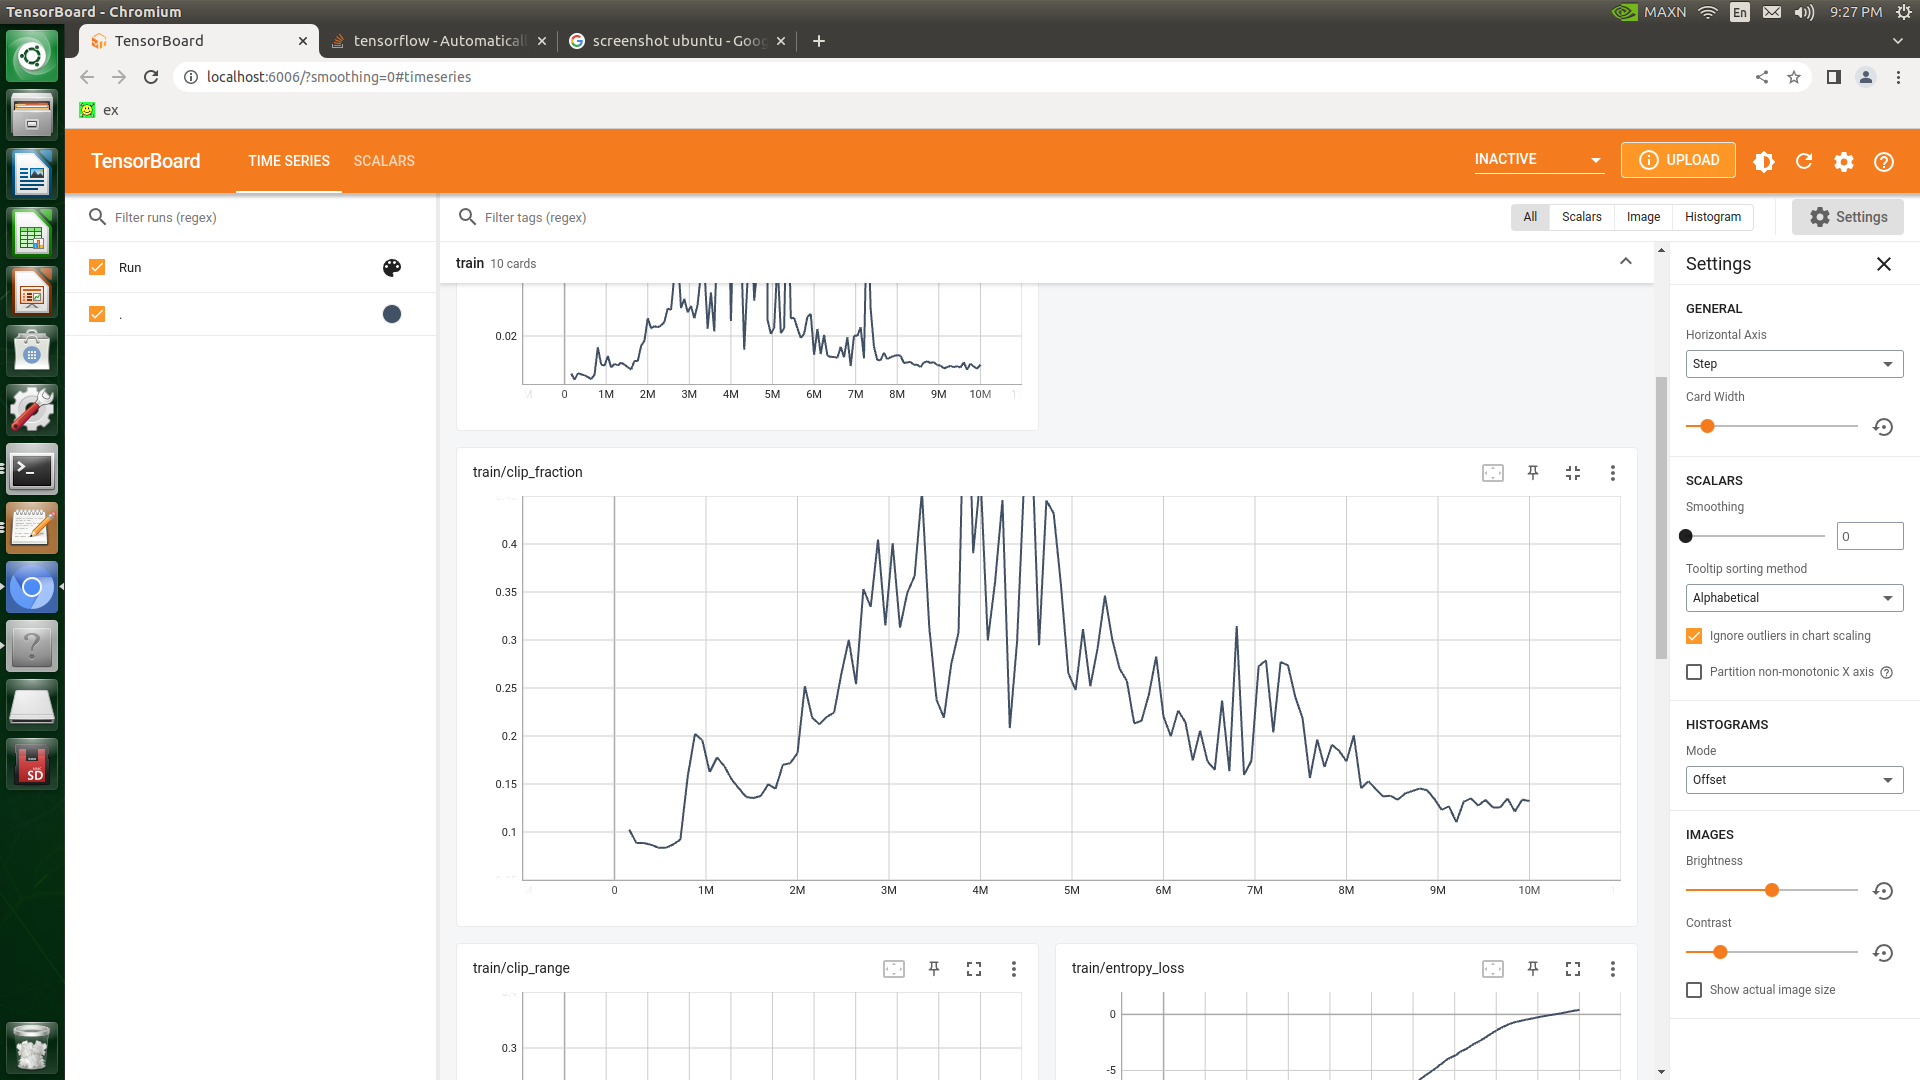 TensorBoard - Chromium
MAXN
En
9:27 PM
TensorBoard
tensorflow - Automaticall
screenshot ubuntu - Goog
localhost:6006/?smoothing=0#timeseries
ex
TensorBoard
TIME SERIES
SCALARS
INACTIVE
UPLOAD
Filter runs (regex)
Filter tags (regex)
All
Scalars
Image
Histogram
Settings
Run
.
train 10 cards
0.02
0 1M 2M 3M 4M 5M 6M 7M 8M 9M 10M
train/clip_fraction
0.4
0.35
0.3
0.25
0.2
0.15
0.1
0 1M 2M 3M 4M 5M 6M 7M 8M 9M 10M
train/clip_range
0.3
train/entropy_loss
0
-5
Settings
GENERAL
Horizontal Axis
Step
Card Width
SCALARS
Smoothing
0
Tooltip sorting method
Alphabetical
Ignore outliers in chart scaling
Partition non-monotonic X axis
HISTOGRAMS
Mode
Offset
IMAGES
Brightness
Contrast
Show actual image size
SD